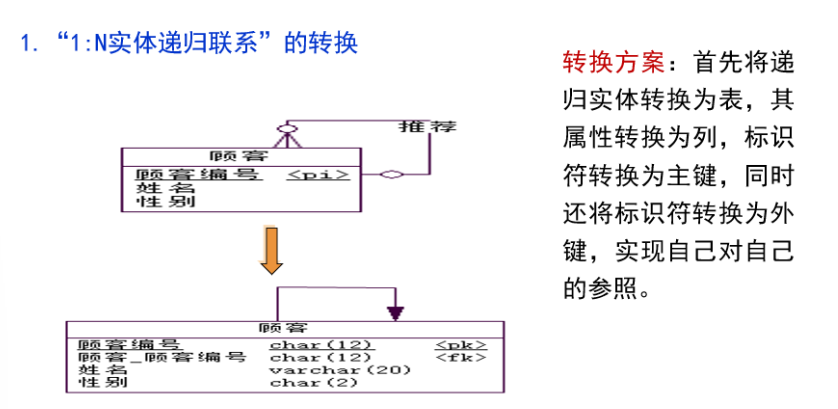 1. “1:N实体递归联系”的转换
转换方案：首先将递
归实体转换为表，其
属性转换为列，标识
符转换为主键，同时
还将标识符转换为外
键，实现自己对自己
的参照。
推荐
顾客
顾客编号 <pi>
姓名
性别
顾客
顾客编号 char(12) <pk>
顾客_顾客编号 char(12) <fk>
姓名 varchar(20)
性别 char(2)